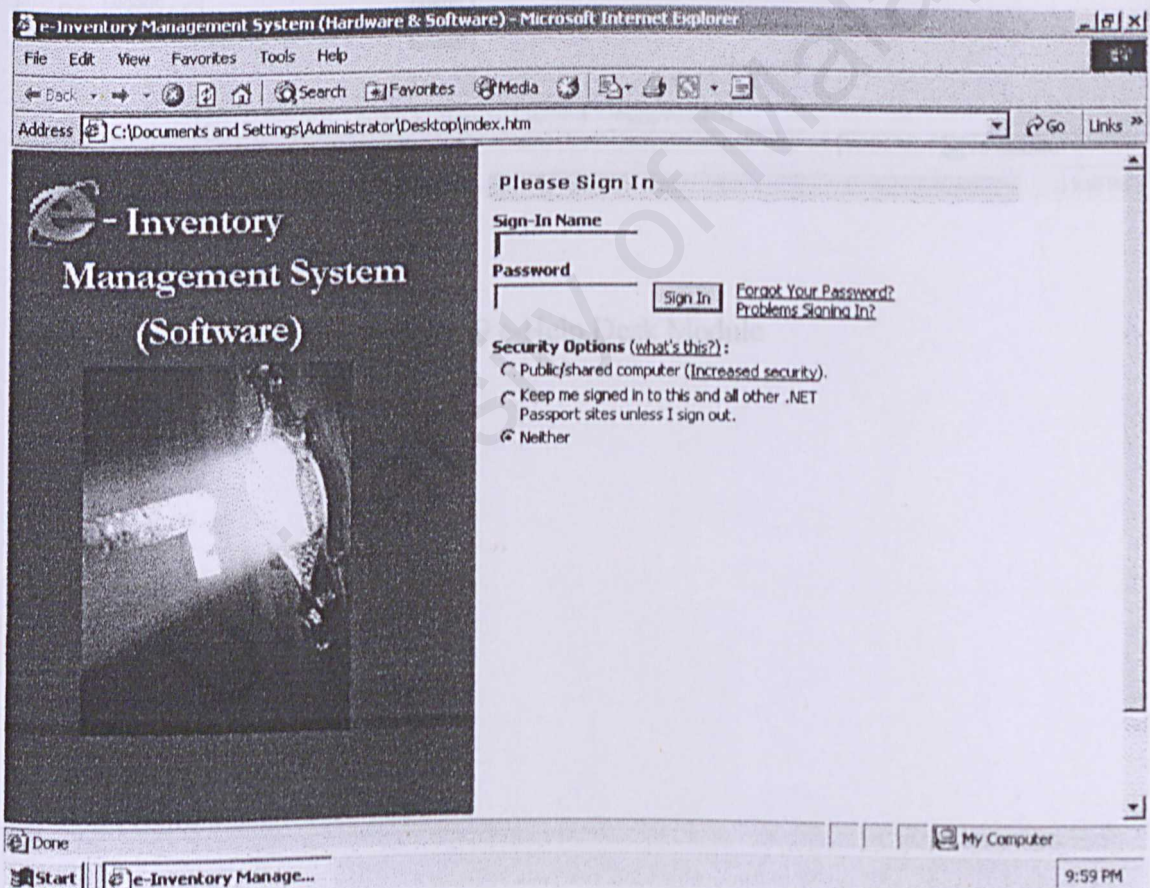 e-Inventory Management System (Hardware & Software) - Microsoft Internet Explorer
File Edit View Favorites Tools Help
Back Search Favorites Media
Address C:\Documents and Settings\Administrator\Desktop\index.htm Go Links »
- Inventory
Management System
(Software)
Please Sign In
Sign-In Name
Password
Sign In
Forgot Your Password?
Problems Signing In?
Security Options (what's this?):
Public/shared computer (Increased security).
Keep me signed in to this and all other .NET
Passport sites unless I sign out.
Neither
Done My Computer
Start e-Inventory Manage... 9:59 PM